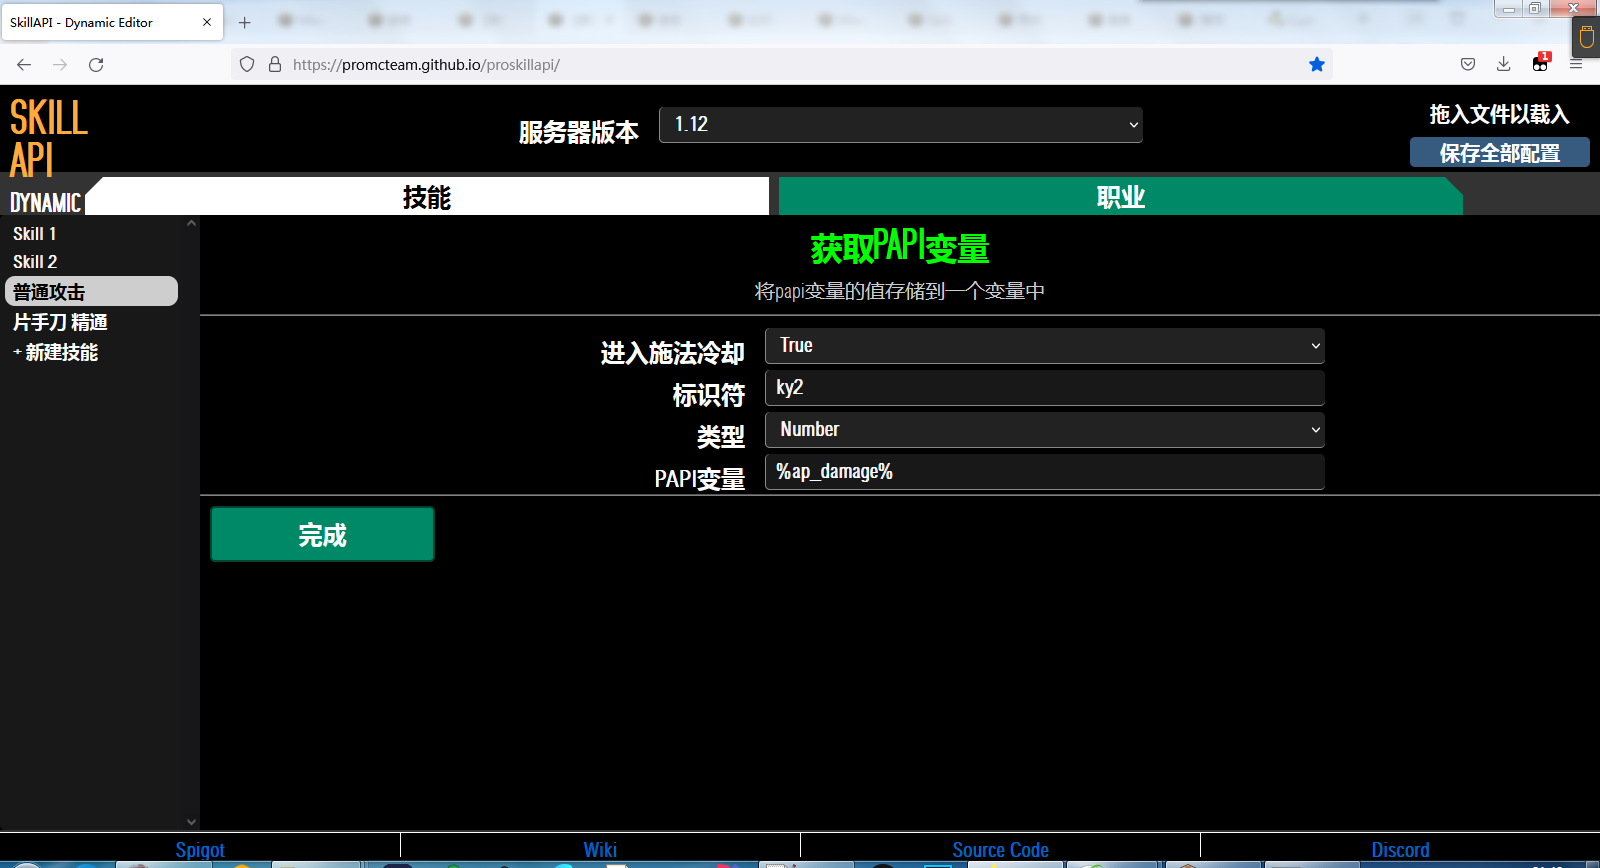 SkillAPI - Dynamic Editor
https://promcteam.github.io/proskillapi/
1
SKILL
API
DYNAMIC
服务器版本
1.12
拖入文件以载入
保存全部配置
技能
职业
Skill 1
Skill 2
普通攻击
片手刀 精通
+ 新建技能
获取PAPI变量
将papi变量的值存储到一个变量中
进入施法冷却
True
标识符
ky2
类型
Number
PAPI变量
%ap_damage%
完成
Spigot
Wiki
Source Code
Discord